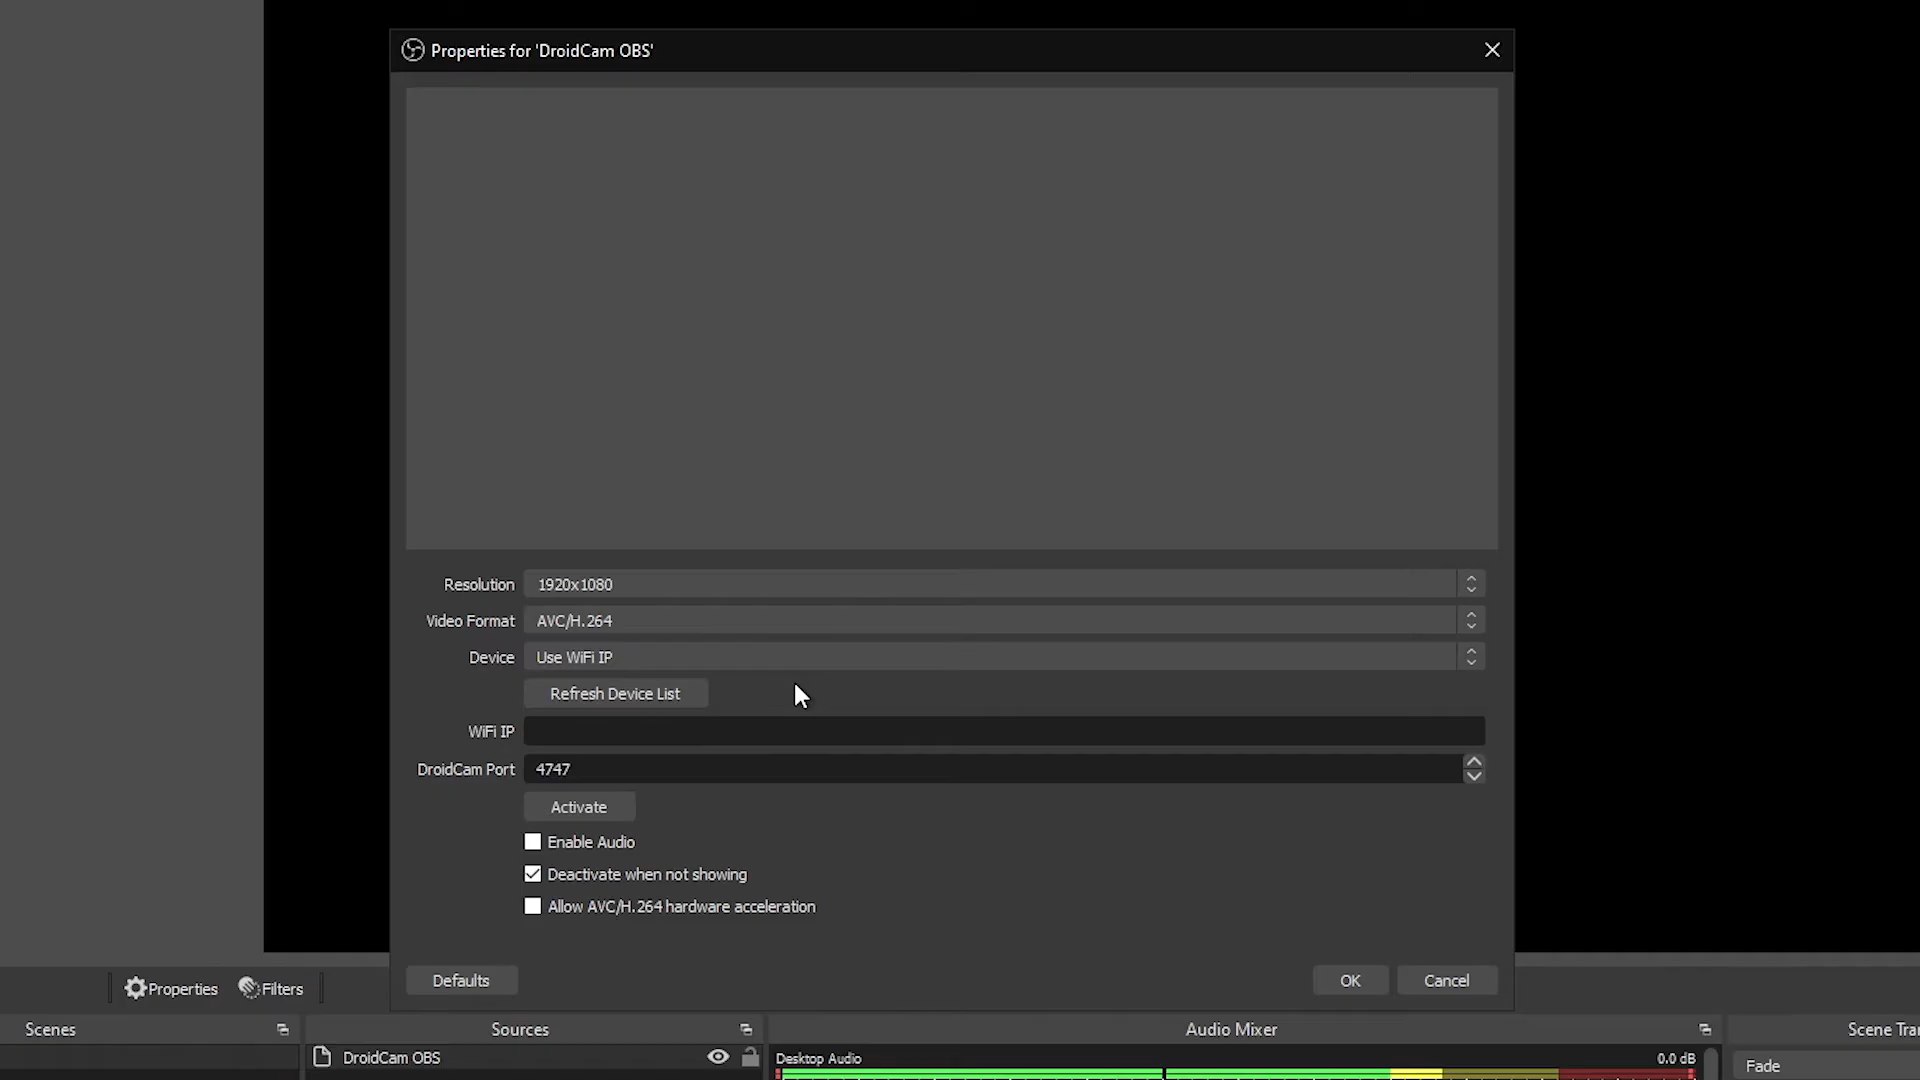 Properties for 'DroidCam OBS'
Resolution 1920x1080
Video Format AVC/H.264
Device Use WiFi IP
Refresh Device List
WiFi IP
DroidCam Port 4747
Activate
Enable Audio
Deactivate when not showing
Allow AVC/H.264 hardware acceleration
Defaults OK Cancel
Properties Filters
Scenes Sources Audio Mixer Scene Tra
DroidCam OBS Desktop Audio 0.0 dB Fade